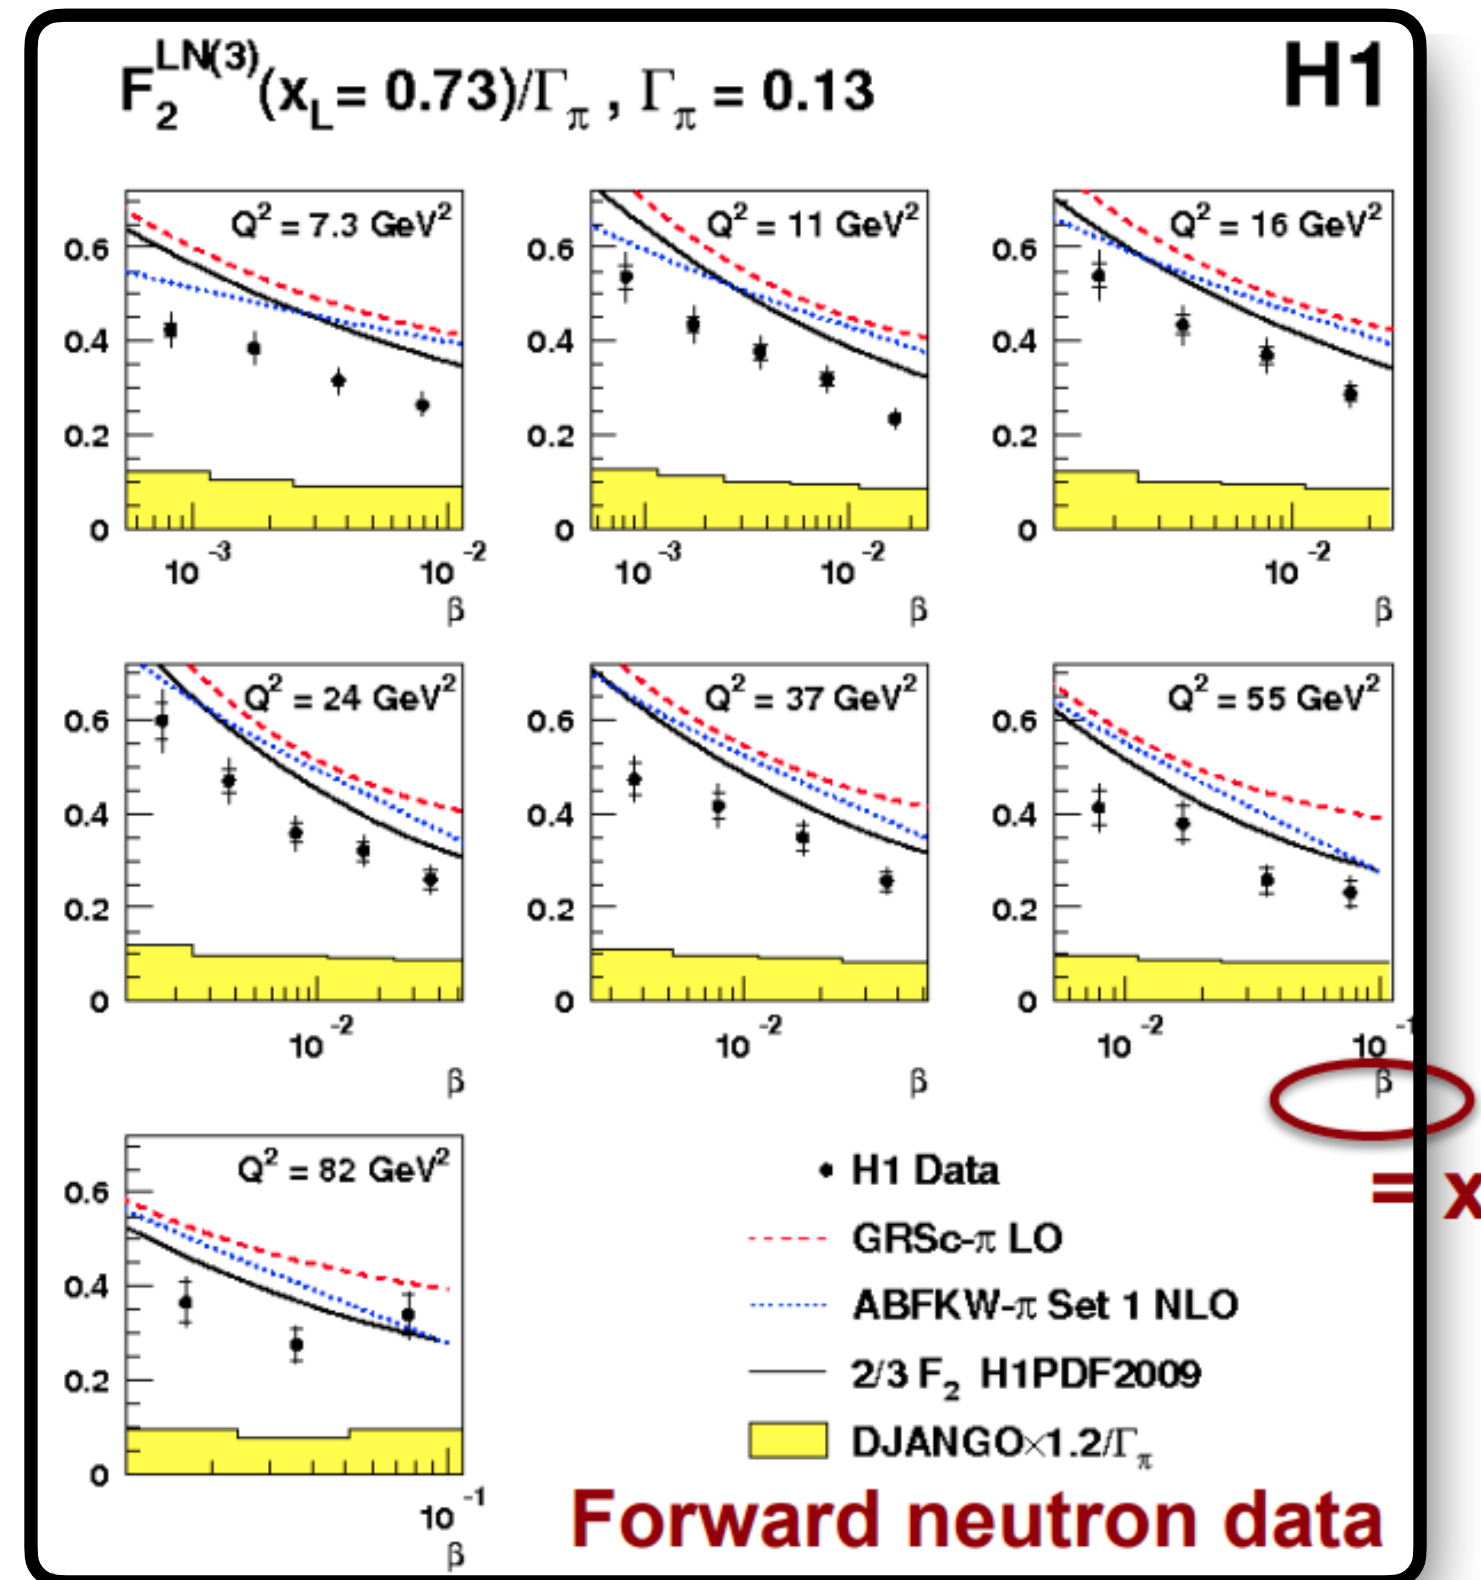 F₂^LN(3)(x_L = 0.73)/Γ_π , Γ_π = 0.13
H1
Q² = 7.3 GeV²
0.6
0.4
0.2
0
10⁻³
10⁻²
β
Q² = 11 GeV²
0.6
0.4
0.2
0
10⁻³
10⁻²
β
Q² = 16 GeV²
0.6
0.4
0.2
0
10⁻²
β
Q² = 24 GeV²
0.6
0.4
0.2
0
10⁻²
β
Q² = 37 GeV²
0.6
0.4
0.2
0
10⁻²
β
Q² = 55 GeV²
0.6
0.4
0.2
0
10⁻²
10⁻¹
β
= x
Q² = 82 GeV²
0.6
0.4
0.2
0
10⁻¹
β
H1 Data
GRSc-π LO
ABFKW-π Set 1 NLO
2/3 F₂ H1PDF2009
DJANGO×1.2/Γ_π
Forward neutron data